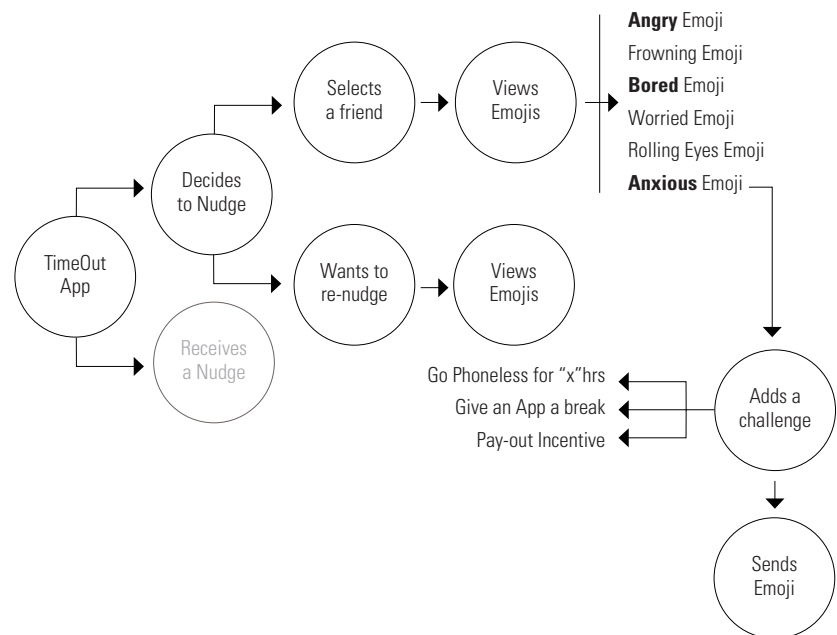 TimeOut
App
Decides
to Nudge
Receives
a Nudge
Selects
a friend
Views
Emojis
Angry Emoji
Frowning Emoji
Bored Emoji
Worried Emoji
Rolling Eyes Emoji
Anxious Emoji
Wants to
re-nudge
Views
Emojis
Adds a
challenge
Go Phoneless for “x”hrs
Give an App a break
Pay-out Incentive
Sends
Emoji